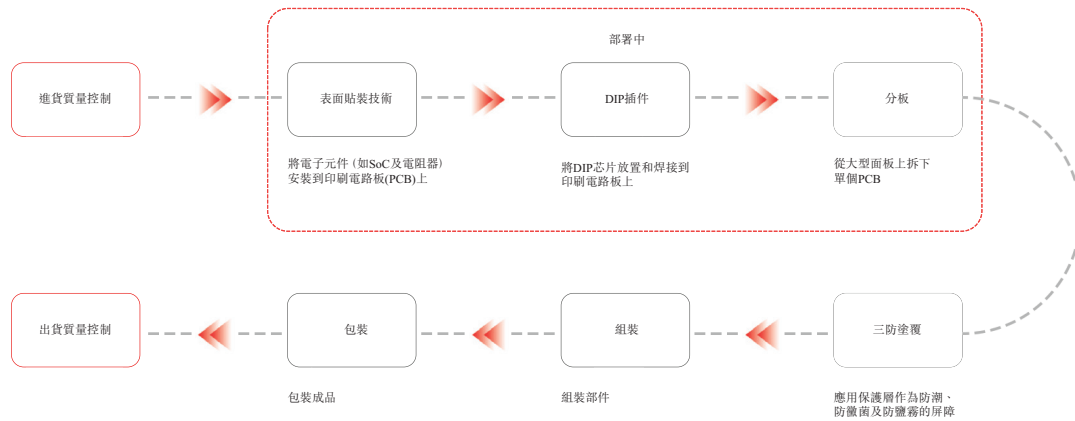 部署中
進貨質量控制
表面貼裝技術
DIP插件
分板
將電子元件(如SoC及電阻器)
安裝到印刷電路板(PCB)上
將DIP芯片放置和焊接到
印刷電路板上
從大型面板上拆下
單個PCB
出貨質量控制
包裝
組裝
三防塗覆
包裝成品
組裝部件
應用保護層作為防潮、
防黴菌及防鹽霧的屏障